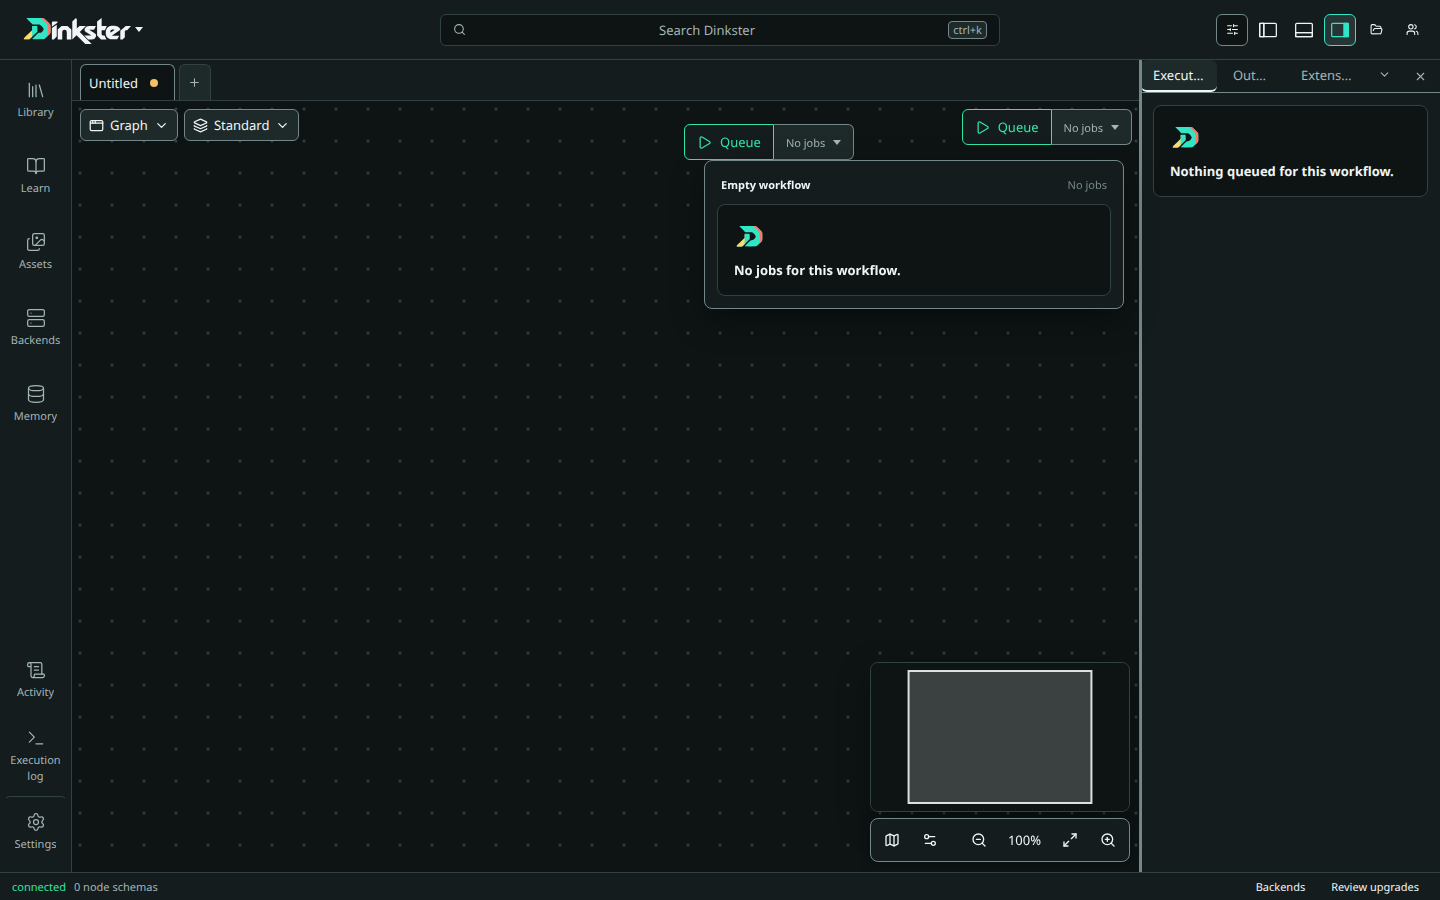 Dinkster
Search Dinkster
ctrl+k
Untitled
+
Execut...
Out...
Extens...
Library
Learn
Assets
Backends
Memory
Activity
Execution
log
Settings
Graph
Standard
Queue
No jobs
Queue
No jobs
Empty workflow
No jobs
No jobs for this workflow.
Nothing queued for this workflow.
100%
connected
0 node schemas
Backends
Review upgrades